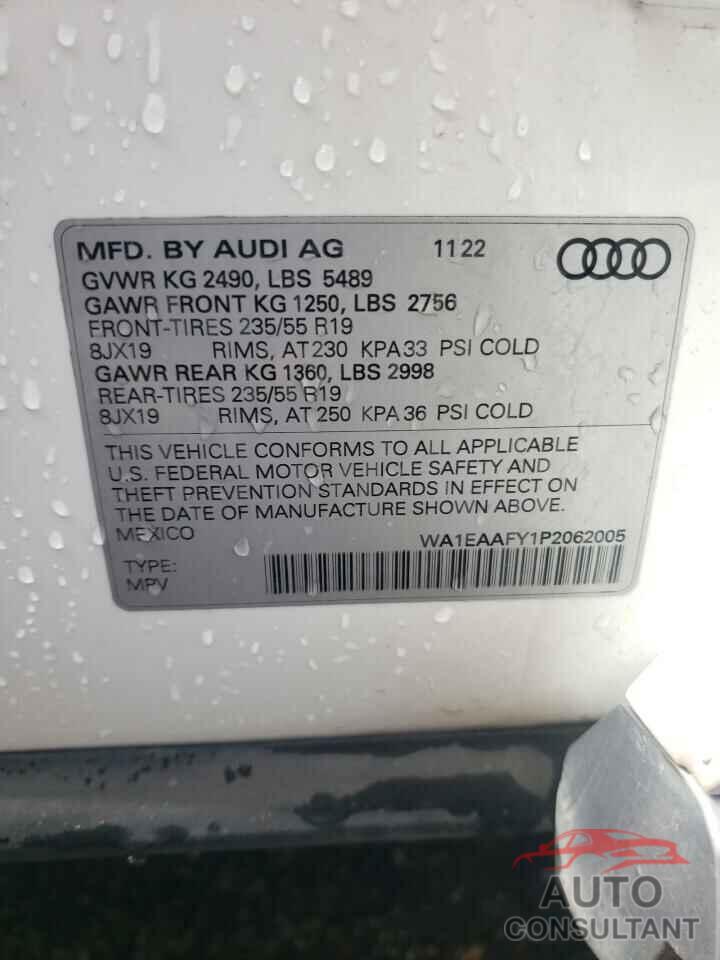 MFD. BY AUDI AG 11 22
GVWR KG 2490, LBS 5489
GAWR FRONT KG 1250, LBS 2756
FRONT-TIRES 235/55 R19
8JX19 RIMS, AT 230 KPA 33 PSI COLD
GAWR REAR KG 1360, LBS 2998
REAR-TIRES 235/55 R19
8JX19 RIMS, AT 250 KPA 36 PSI COLD
THIS VEHICLE CONFORMS TO ALL APPLICABLE
U.S. FEDERAL MOTOR VEHICLE SAFETY AND
THEFT PREVENTION STANDARDS IN EFFECT ON
THE DATE OF MANUFACTURE SHOWN ABOVE.
MEXICO WA1EAAFY1P2062005
TYPE:
MPV
AUTO
CONSULTANT